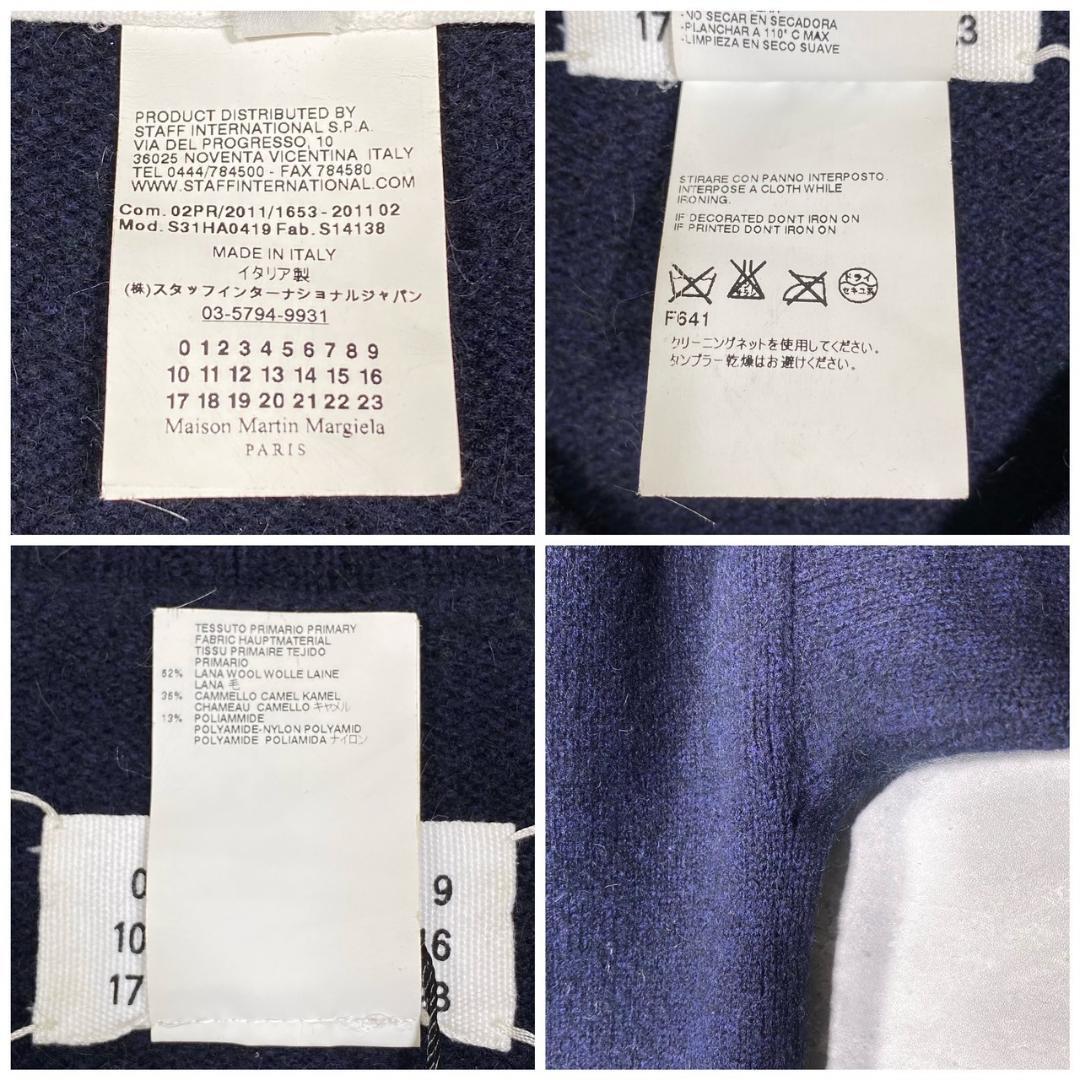 PRODUCT DISTRIBUTED BY
STAFF INTERNATIONAL S.P.A.
VIA DEL PROGRESSO, 10
36025 NOVENTA VICENTINA ITALY
TEL 0444/784500 - FAX 784580
WWW.STAFFINTERNATIONAL.COM
Com. 02PR/2011/1653 - 2011 02
Mod. S31HA0419 Fab. S14138
MADE IN ITALY
イタリア製
(株)スタッフインターナショナルジャパン
03-5794-9931
0 1 2 3 4 5 6 7 8 9
10 11 12 13 14 15 16
17 18 19 20 21 22 23
Maison Martin Margiela
PARIS
-NO SECAR EN SECADORA
-PLANCHAR A 110° C MAX
-LIMPIEZA EN SECO SUAVE
17 3
STIRARE CON PANNO INTERPOSTO.
INTERPOSE A CLOTH WHILE
IRONING.
IF DECORATED DON'T IRON ON
IF PRINTED DON'T IRON ON
ドライ
セキユ系
F641
クリーニングネットを使用してください。
タンブラー乾燥はお避けください。
TESSUTO PRIMARIO PRIMARY
FABRIC HAUPTMATERIAL
TISSU PRIMAIRE TEJIDO
PRIMARIO
52% LANA WOOL WOLLE LAINE
LANA 毛
35% CAMMELLO CAMEL KAMEL
CHAMEAU CAMELLO キャメル
13% POLIAMMIDE
POLYAMIDE-NYLON POLYAMID
POLYAMIDE POLIAMIDA ナイロン
0 9
10 16
17